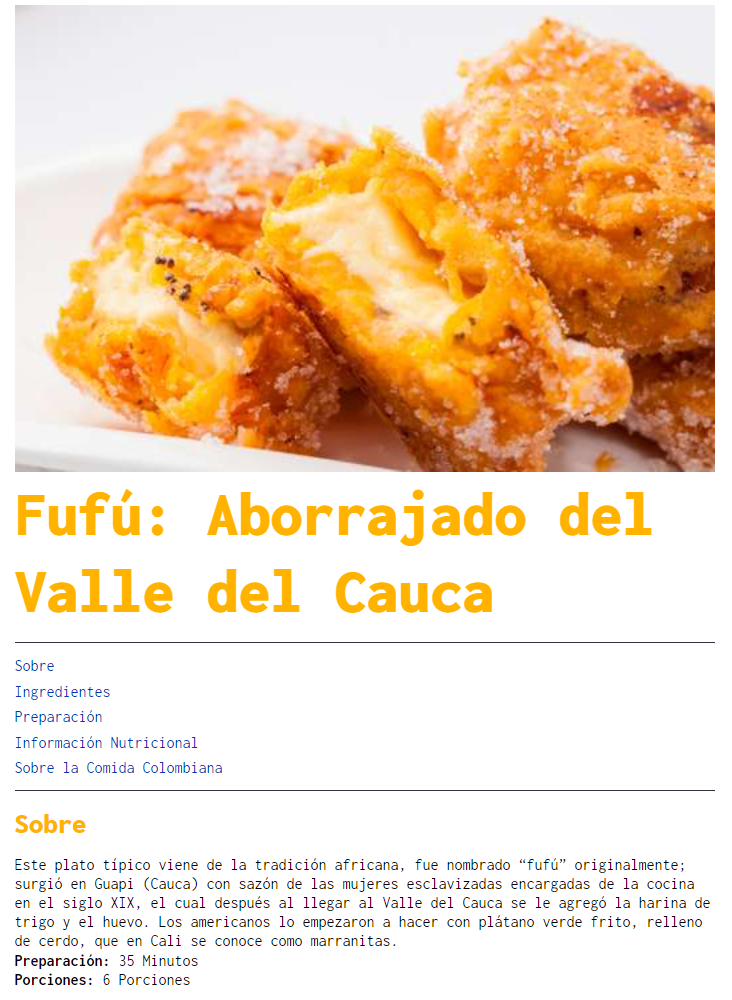 Fufú: Aborrajado del
Valle del Cauca
Sobre
Ingredientes
Preparación
Información Nutricional
Sobre la Comida Colombiana
Sobre
Este plato típico viene de la tradición africana, fue nombrado “fufú” originalmente;
surgió en Guapi (Cauca) con sazón de las mujeres esclavizadas encargadas de la cocina
en el siglo XIX, el cual después al llegar al Valle del Cauca se le agregó la harina de
trigo y el huevo. Los americanos lo empezaron a hacer con plátano verde frito, relleno
de cerdo, que en Cali se conoce como marranitas.
Preparación: 35 Minutos
Porciones: 6 Porciones